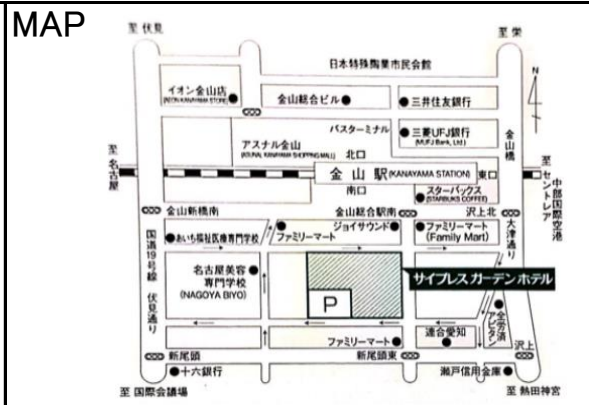 MAP
至 伏見
至 栄
日本特殊陶業市民会館
N
イオン金山店
(AEON KANAYAMA STORE)
金山総合ビル
三井住友銀行
バスターミナル
三菱UFJ銀行
(MUFJ Bank, Ltd.)
金山橋
アスナル金山
(ASUNAL KANAYAMA SHOPPING MALL)
北口
至 名古屋
金山駅(KANAYAMA STATION)
東口
至 セントレア
中部国際空港
南口
スターバックス
(STARBUKS COFFEE)
金山新橋南
金山総合駅南
沢上北
あいち福祉医療専門学校
ファミリーマート
ジョイサウンド
ファミリーマート
(Family Mart)
大津通り
国道19号線 伏見通り
名古屋美容
専門学校
(NAGOYA BIYO)
P
サイプレスガーデンホテル
全労済
アピタン
ファミリーマート
連合愛知
沢上
新尾頭
新尾頭東
十六銀行
瀬戸信用金庫
至 国際会議場
至 熱田神宮